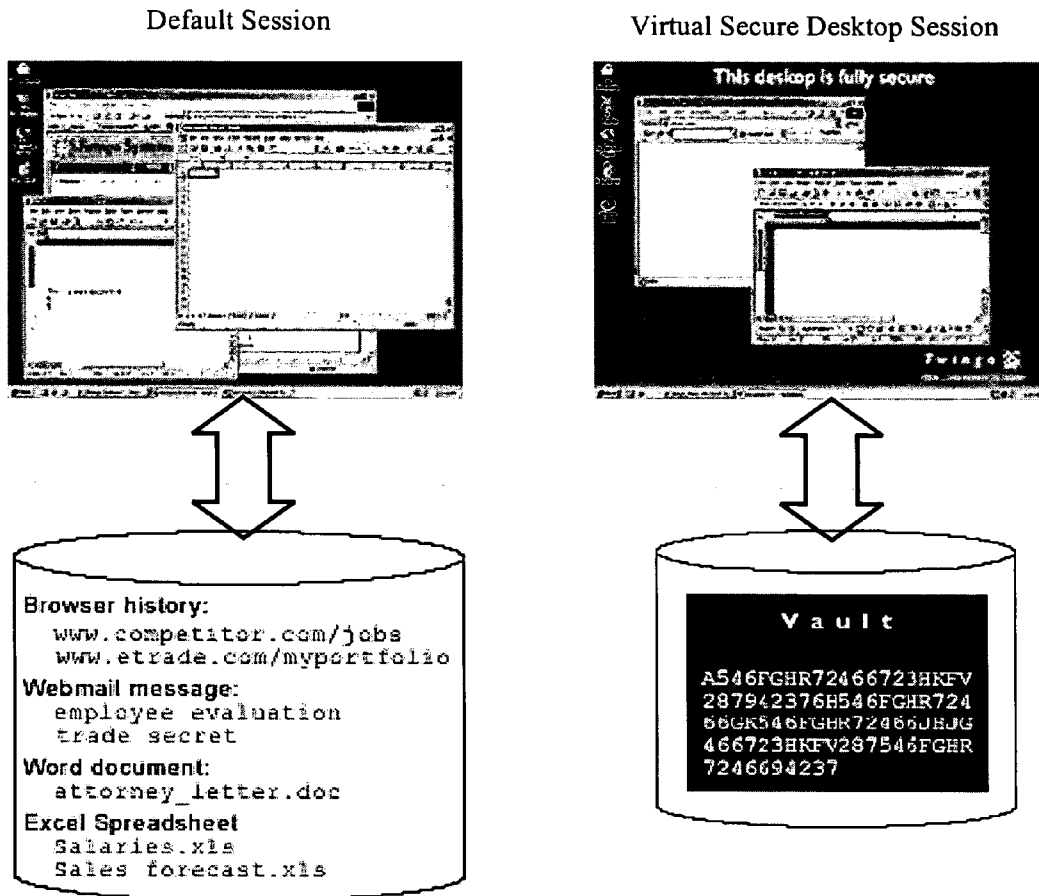 Default Session
Virtual Secure Desktop Session
This deskop is fully secure
Twingo
Browser history:
www.competitor.com/jobs
www.etrade.com/myportfolio
Webmail message:
employee evaluation
trade secret
Word document:
attorney_letter.doc
Excel Spreadsheet
Salaries.xls
Sales forecast.xls
Vault
A546FGHR72466723HKFV
287942376H546FGHR724
66GK546FGHR72466JHJG
466723HKFV287546FGHR
7246694237